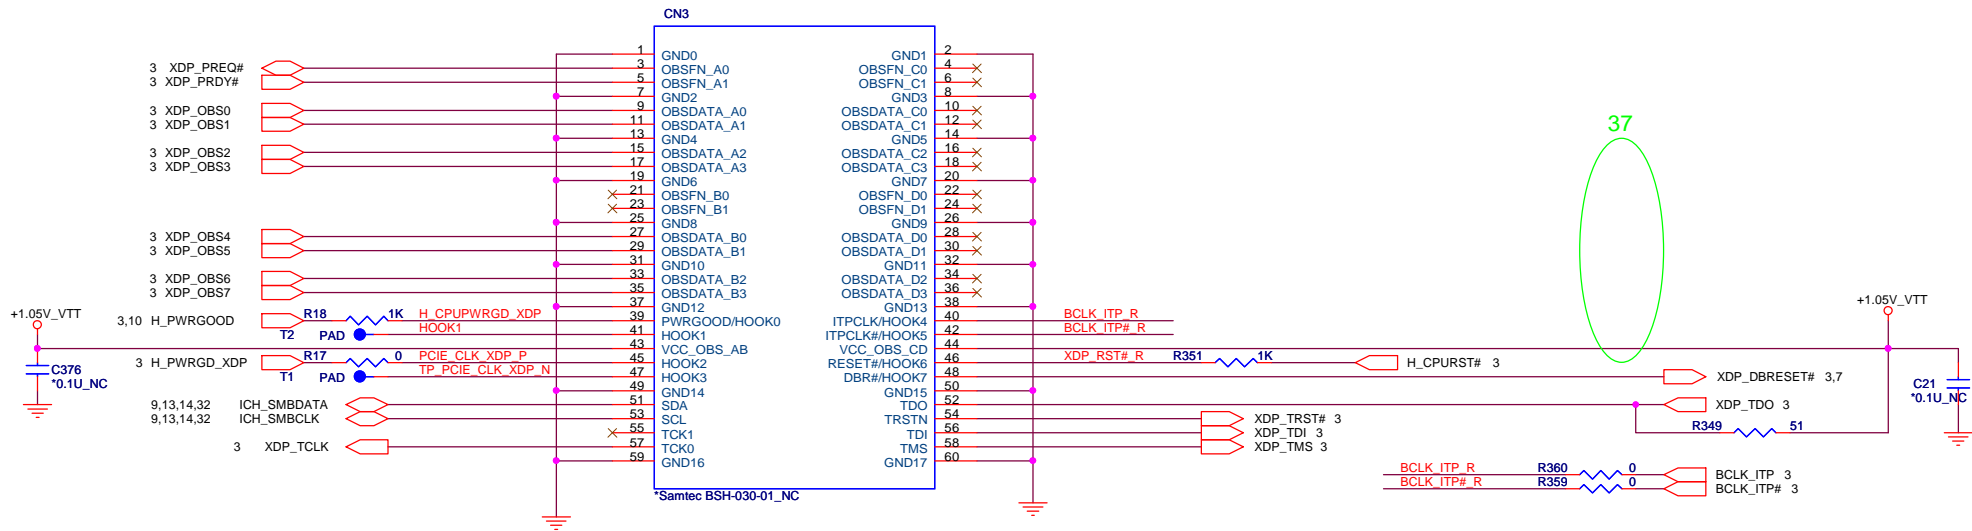 CN3
1 GND0 GND1 2
3 XDP_PREQ# 3 OBSFN_A0 OBSFN_C0 4
3 XDP_PRDY# 5 OBSFN_A1 OBSFN_C1 6
7 GND2 GND3 8
3 XDP_OBS0 9 OBSDATA_A0 OBSDATA_C0 10
3 XDP_OBS1 11 OBSDATA_A1 OBSDATA_C1 12
37
13 GND4 GND5 14
3 XDP_OBS2 15 OBSDATA_A2 OBSDATA_C2 16
3 XDP_OBS3 17 OBSDATA_A3 OBSDATA_C3 18
19 GND6 GND7 20
21 OBSFN_B0 OBSFN_D0 22
23 OBSFN_B1 OBSFN_D1 24
25 GND8 GND9 26
3 XDP_OBS4 27 OBSDATA_B0 OBSDATA_D0 28
3 XDP_OBS5 29 OBSDATA_B1 OBSDATA_D1 30
31 GND10 GND11 32
3 XDP_OBS6 33 OBSDATA_B2 OBSDATA_D2 34
3 XDP_OBS7 35 OBSDATA_B3 OBSDATA_D3 36
+1.05V_VTT 37 GND12 GND13 38 +1.05V_VTT
3,10 H_PWRGOOD R18 1K H_CPUPWRGD_XDP 39 PWRGOOD/HOOK0 ITPCLK/HOOK4 40 BCLK_ITP_R
T2 PAD HOOK1 41 HOOK1 ITPCLK#/HOOK5 42 BCLK_ITP#_R
43 VCC_OBS_AB VCC_OBS_CD 44
3 H_PWRGD_XDP R17 0 PCIE_CLK_XDP_P 45 HOOK2 RESET#/HOOK6 46 XDP_RST#_R R351 1K H_CPURST# 3
C376 T1 PAD TP_PCIE_CLK_XDP_N 47 HOOK3 DBR#/HOOK7 48 XDP_DBRESET# 3,7
*0.1U_NC 49 GND14 GND15 50 C21
*0.1U_NC
9,13,14,32 ICH_SMBDATA 51 SDA TDO 52 XDP_TDO 3
9,13,14,32 ICH_SMBCLK 53 SCL TRSTN 54 XDP_TRST# 3
55 TCK1 TDI 56 XDP_TDI 3 R349 51
3 XDP_TCLK 57 TCK0 TMS 58 XDP_TMS 3
59 GND16 GND17 60
BCLK_ITP_R R360 0 BCLK_ITP 3
BCLK_ITP#_R R359 0 BCLK_ITP# 3
*Samtec BSH-030-01_NC